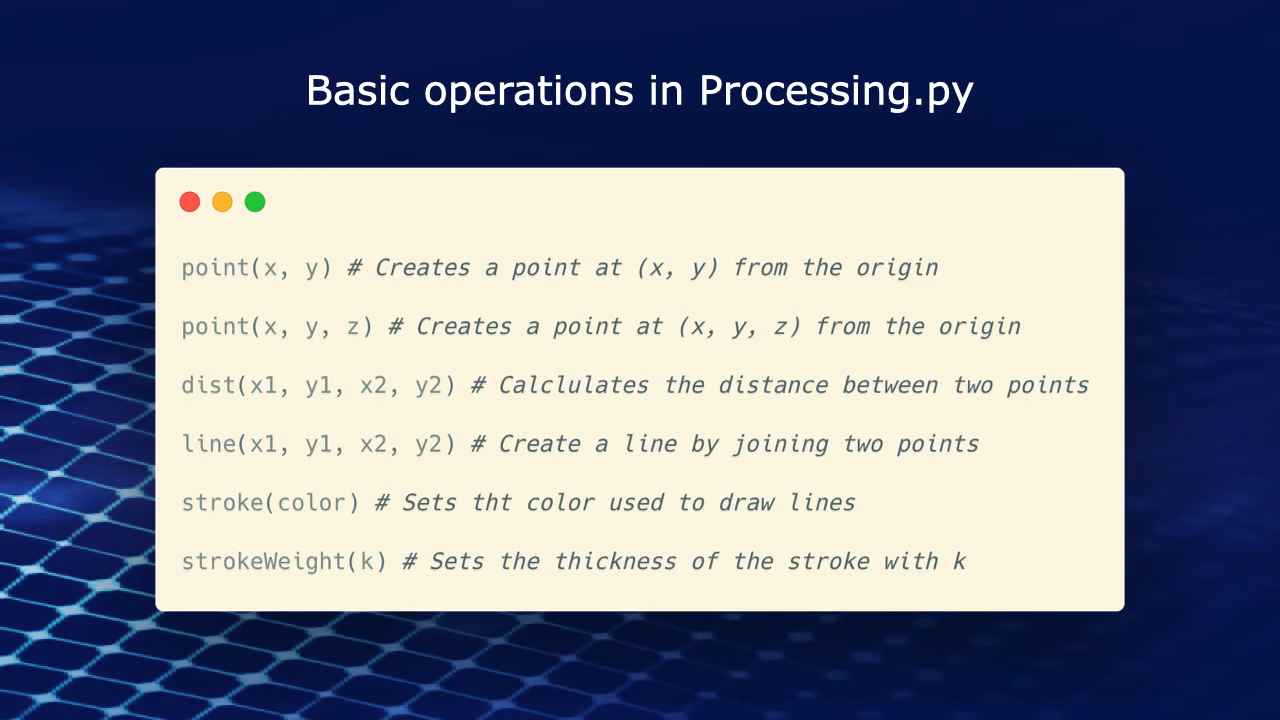 Basic operations in Processing.py
point(x, y) # Creates a point at (x, y) from the origin
point(x, y, z) # Creates a point at (x, y, z) from the origin
dist(x1, y1, x2, y2) # Calclulates the distance between two points
line(x1, y1, x2, y2) # Create a line by joining two points
stroke(color) # Sets tht color used to draw lines
strokeWeight(k) # Sets the thickness of the stroke with k